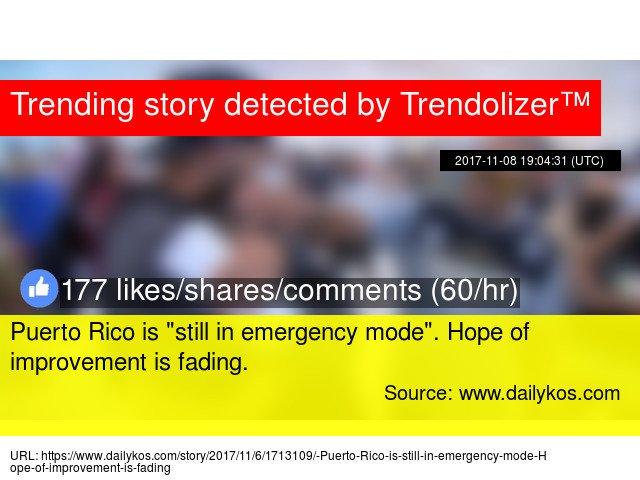 Trending story detected by Trendolizer™
2017-11-08 19:04:31 (UTC)
177 likes/shares/comments (60/hr)
Puerto Rico is "still in emergency mode". Hope of
improvement is fading.
Source: www.dailykos.com
URL: https://www.dailykos.com/story/2017/11/6/1713109/-Puerto-Rico-is-still-in-emergency-mode-H
ope-of-improvement-is-fading